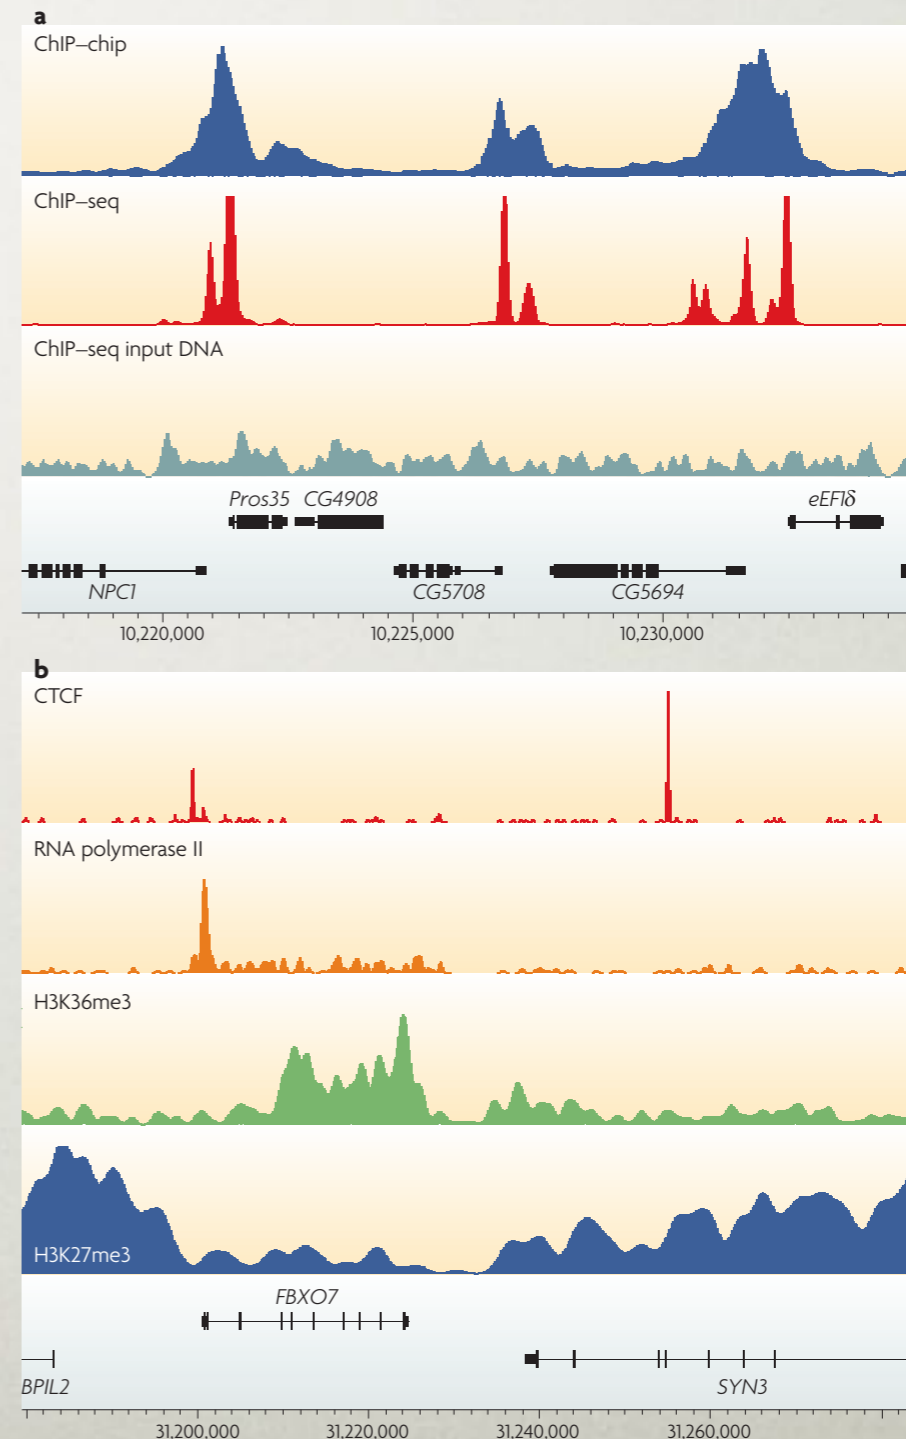 a
ChIP–chip
ChIP–seq
ChIP–seq input DNA
Pros35 CG4908 eEF1δ
NPC1 CG5708 CG5694
10,220,000 10,225,000 10,230,000
b
CTCF
RNA polymerase II
H3K36me3
H3K27me3
FBXO7
BPIL2 SYN3
31,200,000 31,220,000 31,240,000 31,260,000